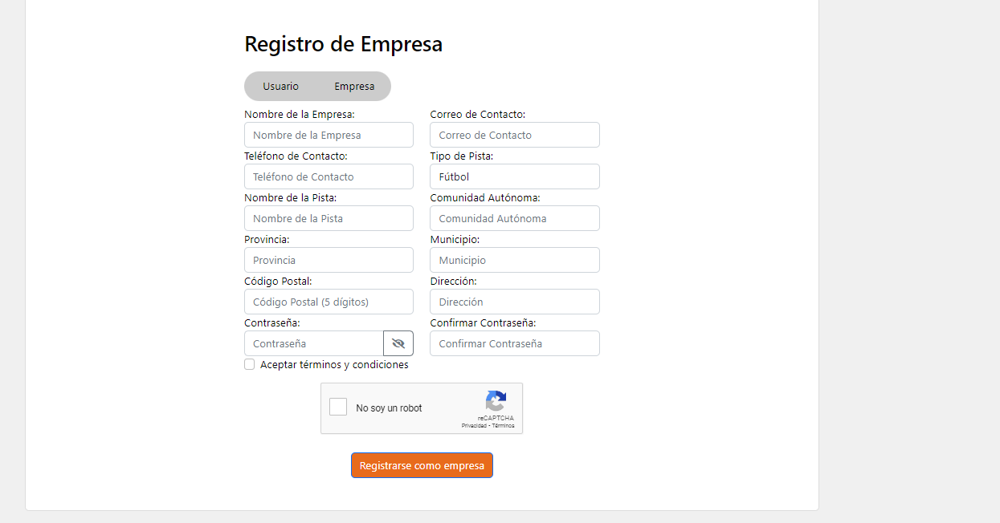 Registro de Empresa
Usuario Empresa
Nombre de la Empresa: Correo de Contacto:
Nombre de la Empresa Correo de Contacto
Teléfono de Contacto: Tipo de Pista:
Teléfono de Contacto Fútbol
Nombre de la Pista: Comunidad Autónoma:
Nombre de la Pista Comunidad Autónoma
Provincia: Municipio:
Provincia Municipio
Código Postal: Dirección:
Código Postal (5 dígitos) Dirección
Contraseña: Confirmar Contraseña:
Contraseña Confirmar Contraseña
Aceptar términos y condiciones
No soy un robot
reCAPTCHA
Privacidad - Términos
Registrarse como empresa